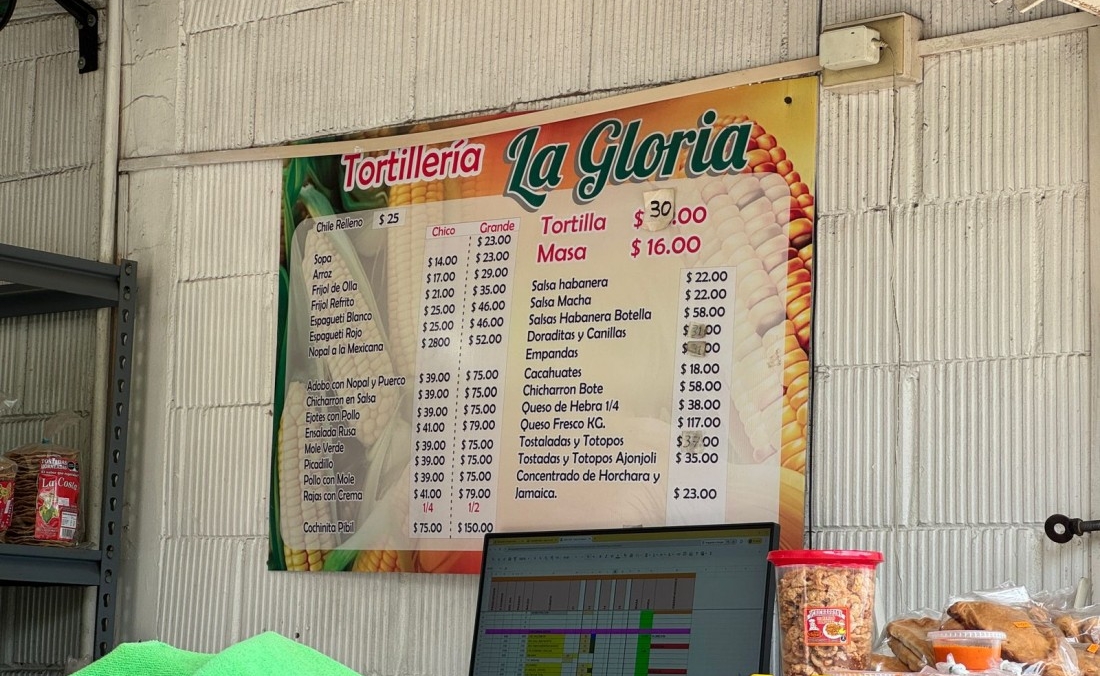 Tortillería La Gloria
Chile Relleno $ 25
Chico Grande
$ 23.00
Sopa $ 14.00 $ 23.00
Arroz $ 17.00 $ 29.00
Frijol de Olla $ 21.00 $ 35.00
Frijol Refrito $ 25.00 $ 46.00
Espagueti Blanco $ 25.00 $ 46.00
Espagueti Rojo $ 2800 $ 52.00
Nopal a la Mexicana
Adobo con Nopal y Puerco $ 39.00 $ 75.00
Chicharron en Salsa $ 39.00 $ 75.00
Ejotes con Pollo $ 39.00 $ 75.00
Ensalada Rusa $ 41.00 $ 79.00
Mole Verde $ 39.00 $ 75.00
Picadillo $ 39.00 $ 75.00
Pollo con Mole $ 39.00 $ 75.00
Rajas con Crema $ 41.00 $ 79.00
1/4 1/2
Cochinita Pibil $ 75.00 $ 150.00
Tortilla $ 30.00
Masa $ 16.00
Salsa habanera $ 22.00
Salsa Macha $ 22.00
Salsas Habanera Botella $ 58.00
Doraditas y Canillas
Empandas
Cacahuates $ 18.00
Chicharron Bote $ 58.00
Queso de Hebra 1/4 $ 38.00
Queso Fresco KG. $ 117.00
Tostaladas y Totopos
Tostadas y Totopos Ajonjoli $ 35.00
Concentrado de Horchara y
Jamaica. $ 23.00
La Costa